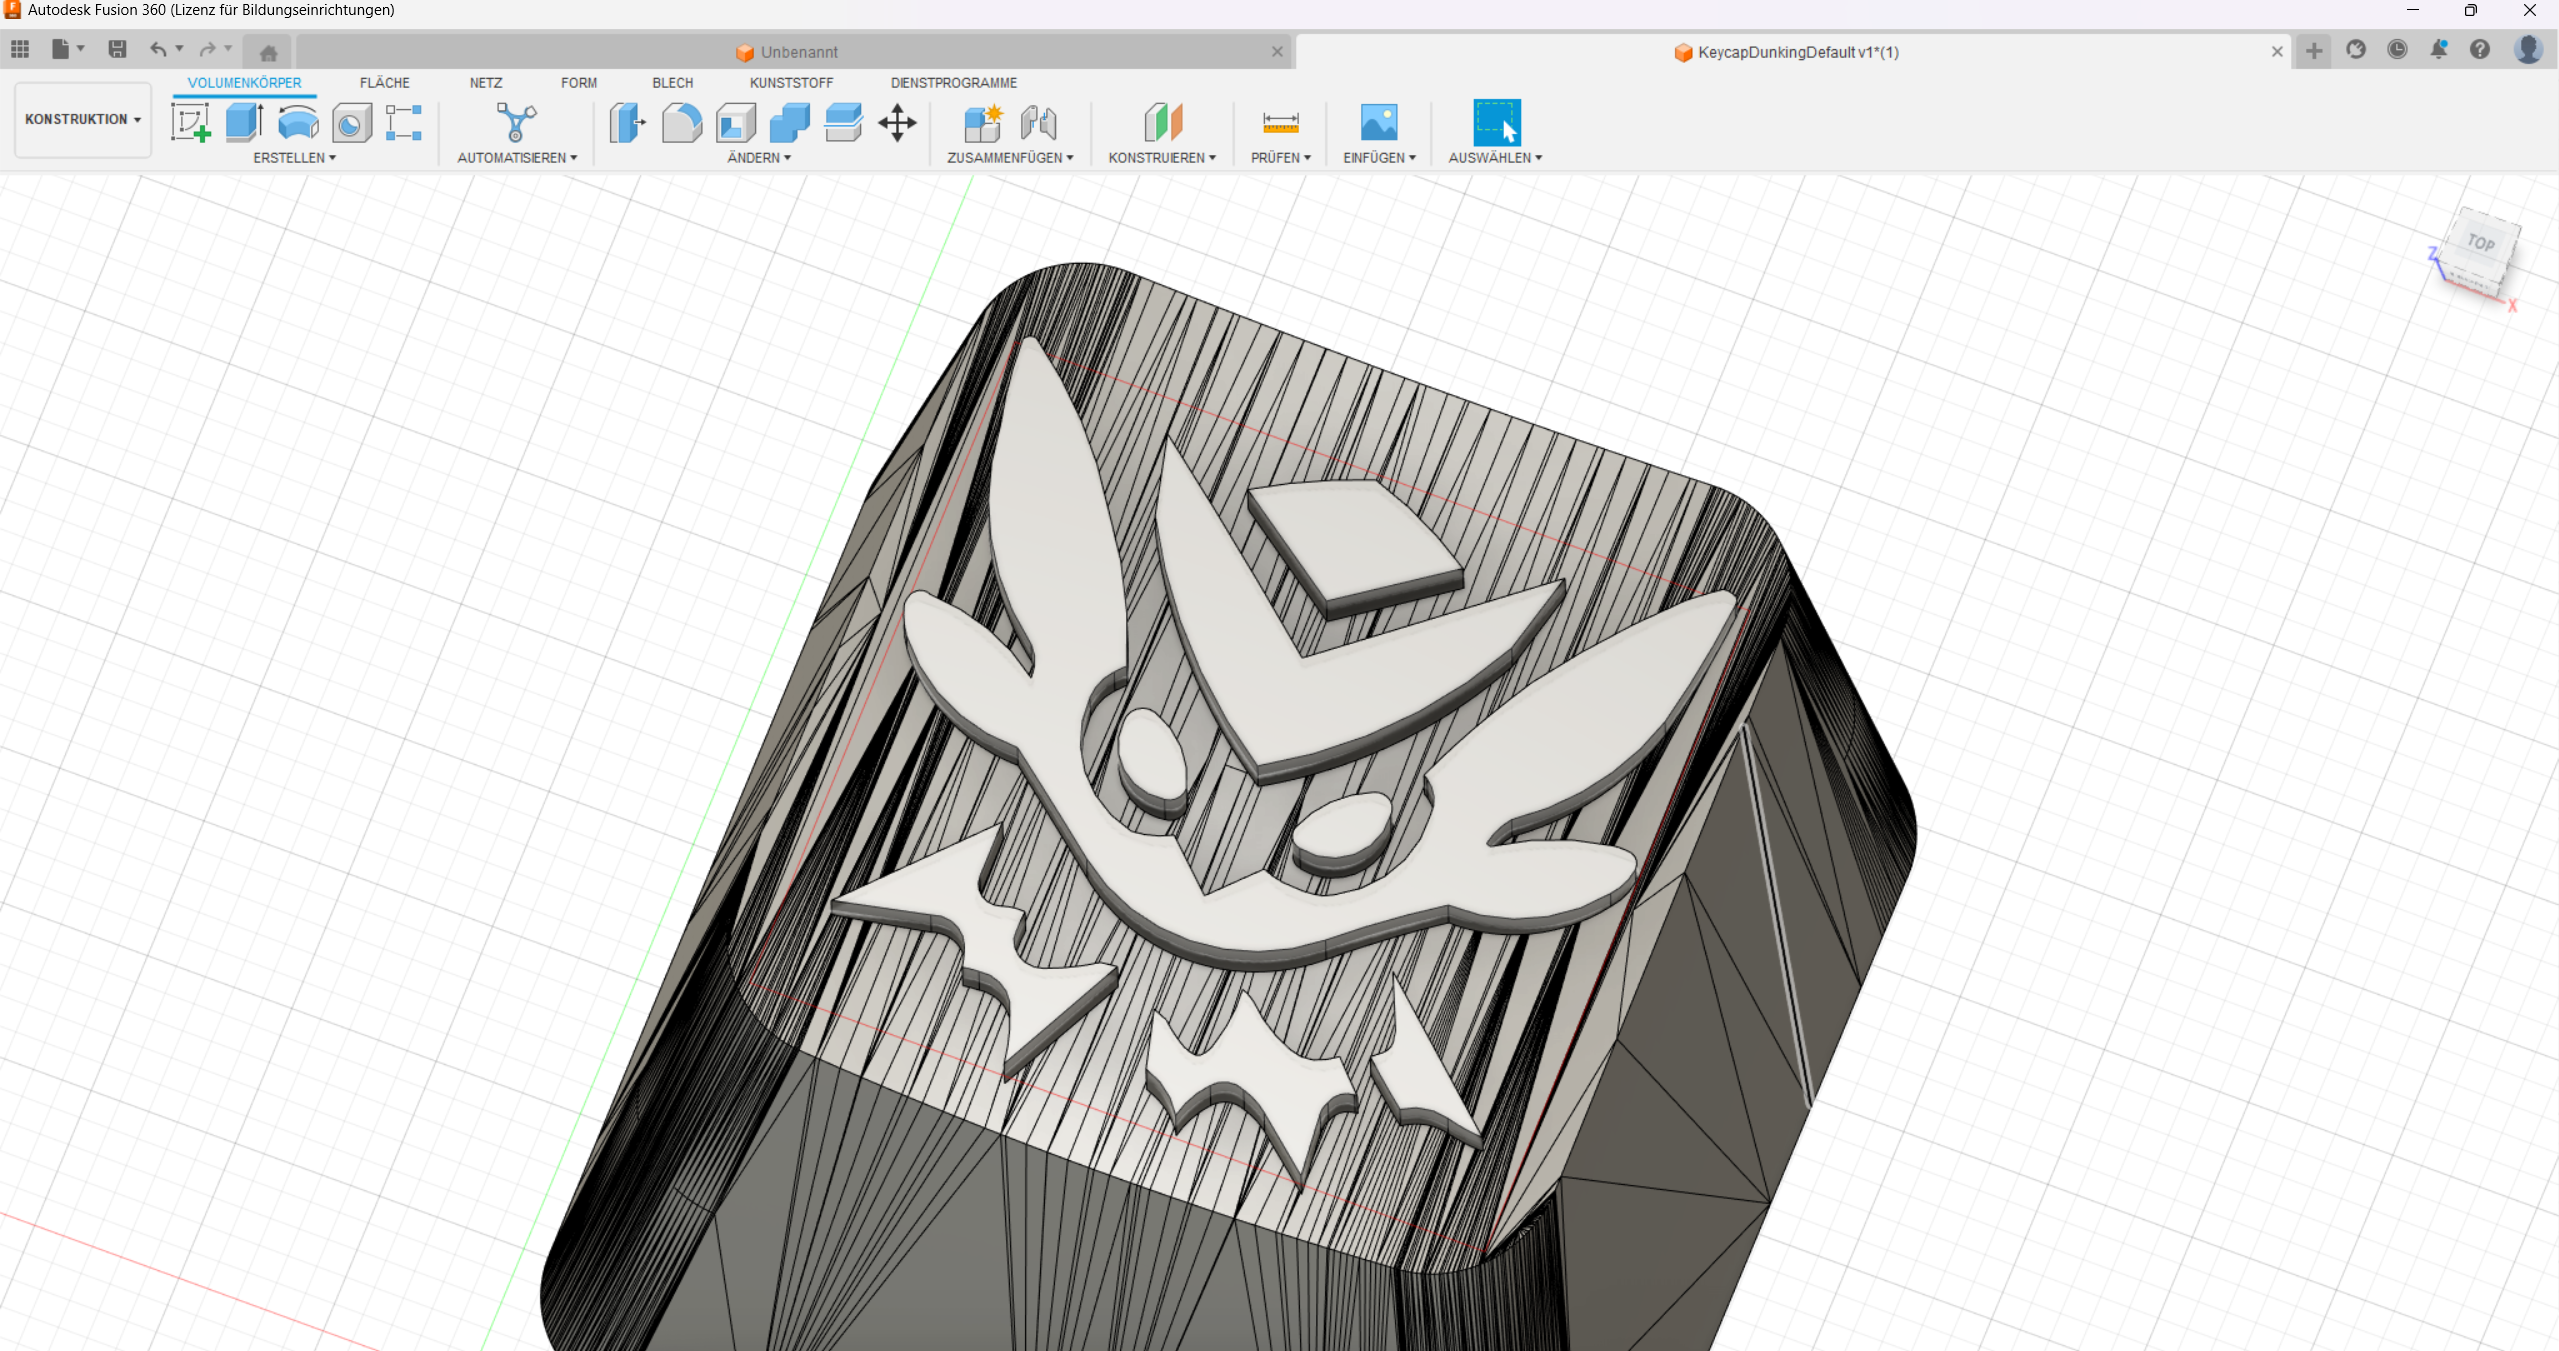 Autodesk Fusion 360 (Lizenz für Bildungseinrichtungen)
Unbenannt
KeycapDunkingDefault v1*(1)
VOLUMENKÖRPER FLÄCHE NETZ FORM BLECH KUNSTSTOFF DIENSTPROGRAMME
KONSTRUKTION
ERSTELLEN AUTOMATISIEREN ÄNDERN ZUSAMMENFÜGEN KONSTRUIEREN PRÜFEN EINFÜGEN AUSWÄHLEN
TOP
Z
X